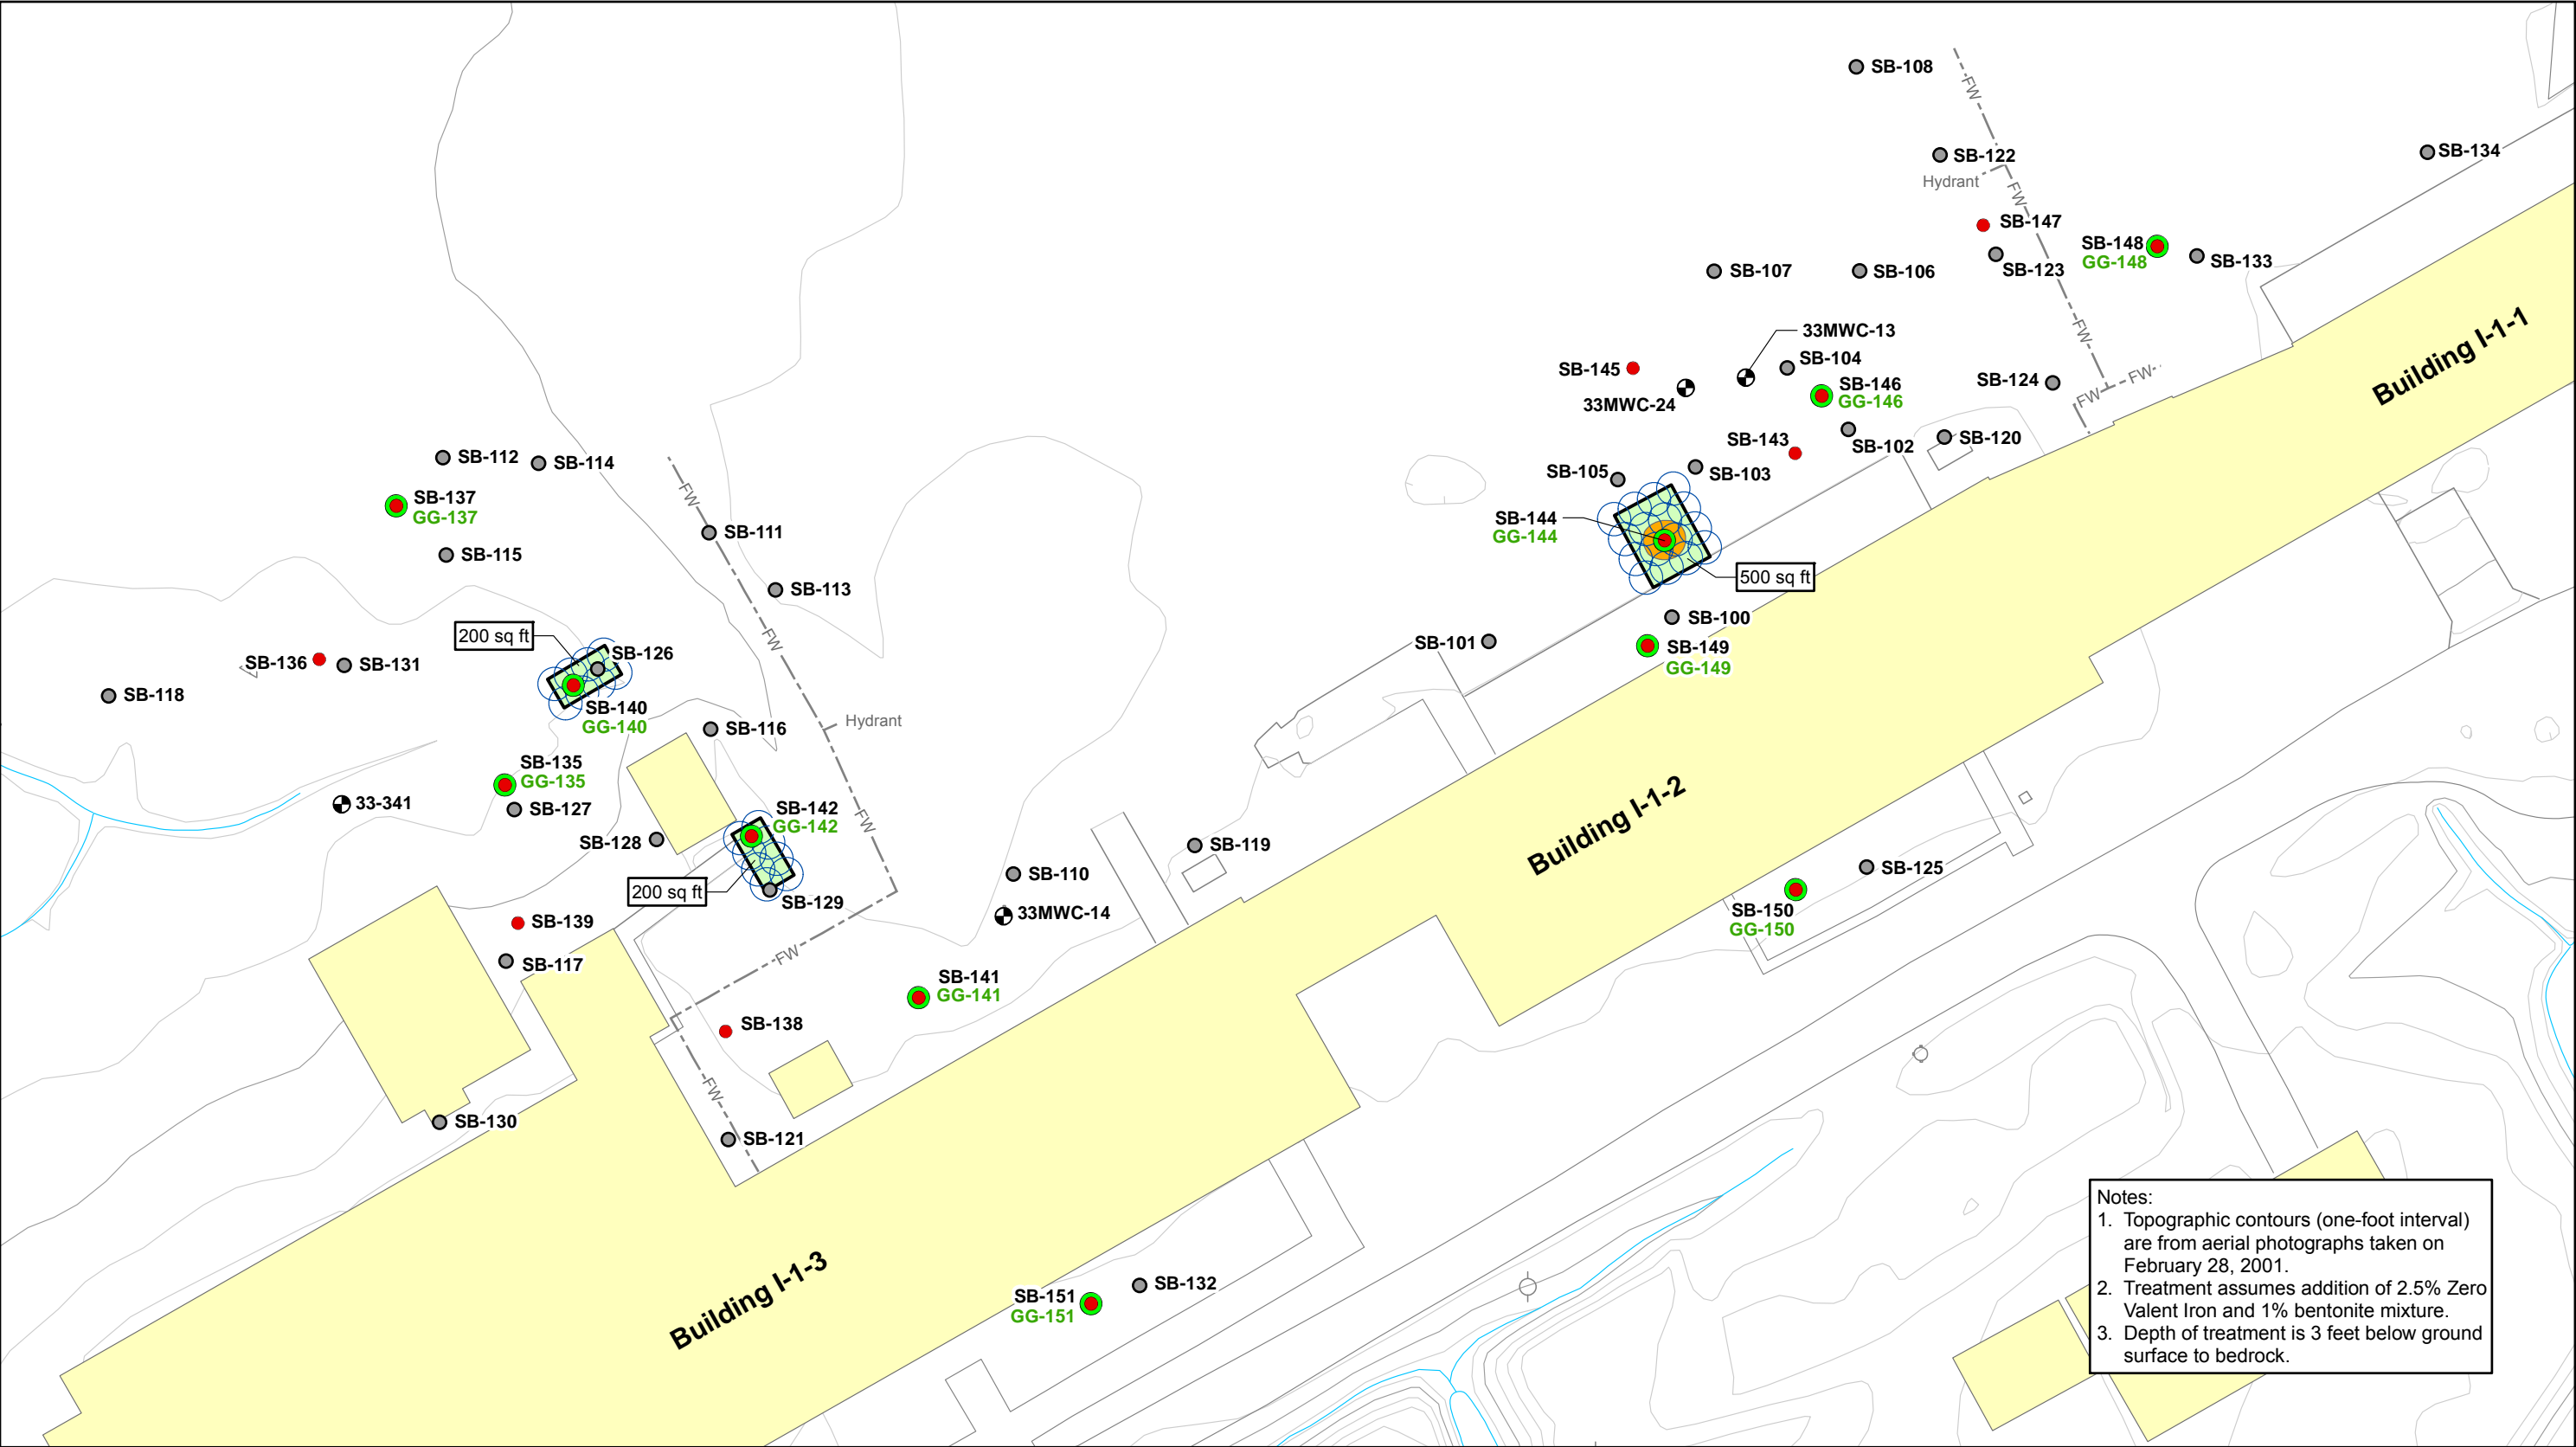 SB-108
FW
SB-122
Hydrant
FW
SB-134
SB-147
SB-148
GG-148
SB-133
SB-123
SB-107
SB-106
33MWC-13
FW
SB-104
SB-145
33MWC-24
SB-146
GG-146
SB-124
FW
FW
Building I-1-1
SB-143
SB-102
SB-120
SB-105
SB-103
SB-144
GG-144
500 sq ft
SB-112
SB-114
SB-137
GG-137
FW
SB-111
SB-115
SB-113
SB-100
SB-101
SB-149
GG-149
200 sq ft
FW
SB-126
SB-136
SB-131
SB-118
SB-140
GG-140
SB-116
Hydrant
SB-135
GG-135
33-341
SB-127
SB-142
GG-142
FW
SB-128
SB-119
Building I-1-2
SB-125
200 sq ft
SB-129
SB-110
33MWC-14
SB-150
GG-150
SB-139
SB-117
FW
SB-141
GG-141
SB-138
FW
SB-130
SB-121
Building I-1-3
SB-132
SB-151
GG-151
Notes:
1. Topographic contours (one-foot interval)
are from aerial photographs taken on
February 28, 2001.
2. Treatment assumes addition of 2.5% Zero
Valent Iron and 1% bentonite mixture.
3. Depth of treatment is 3 feet below ground
surface to bedrock.